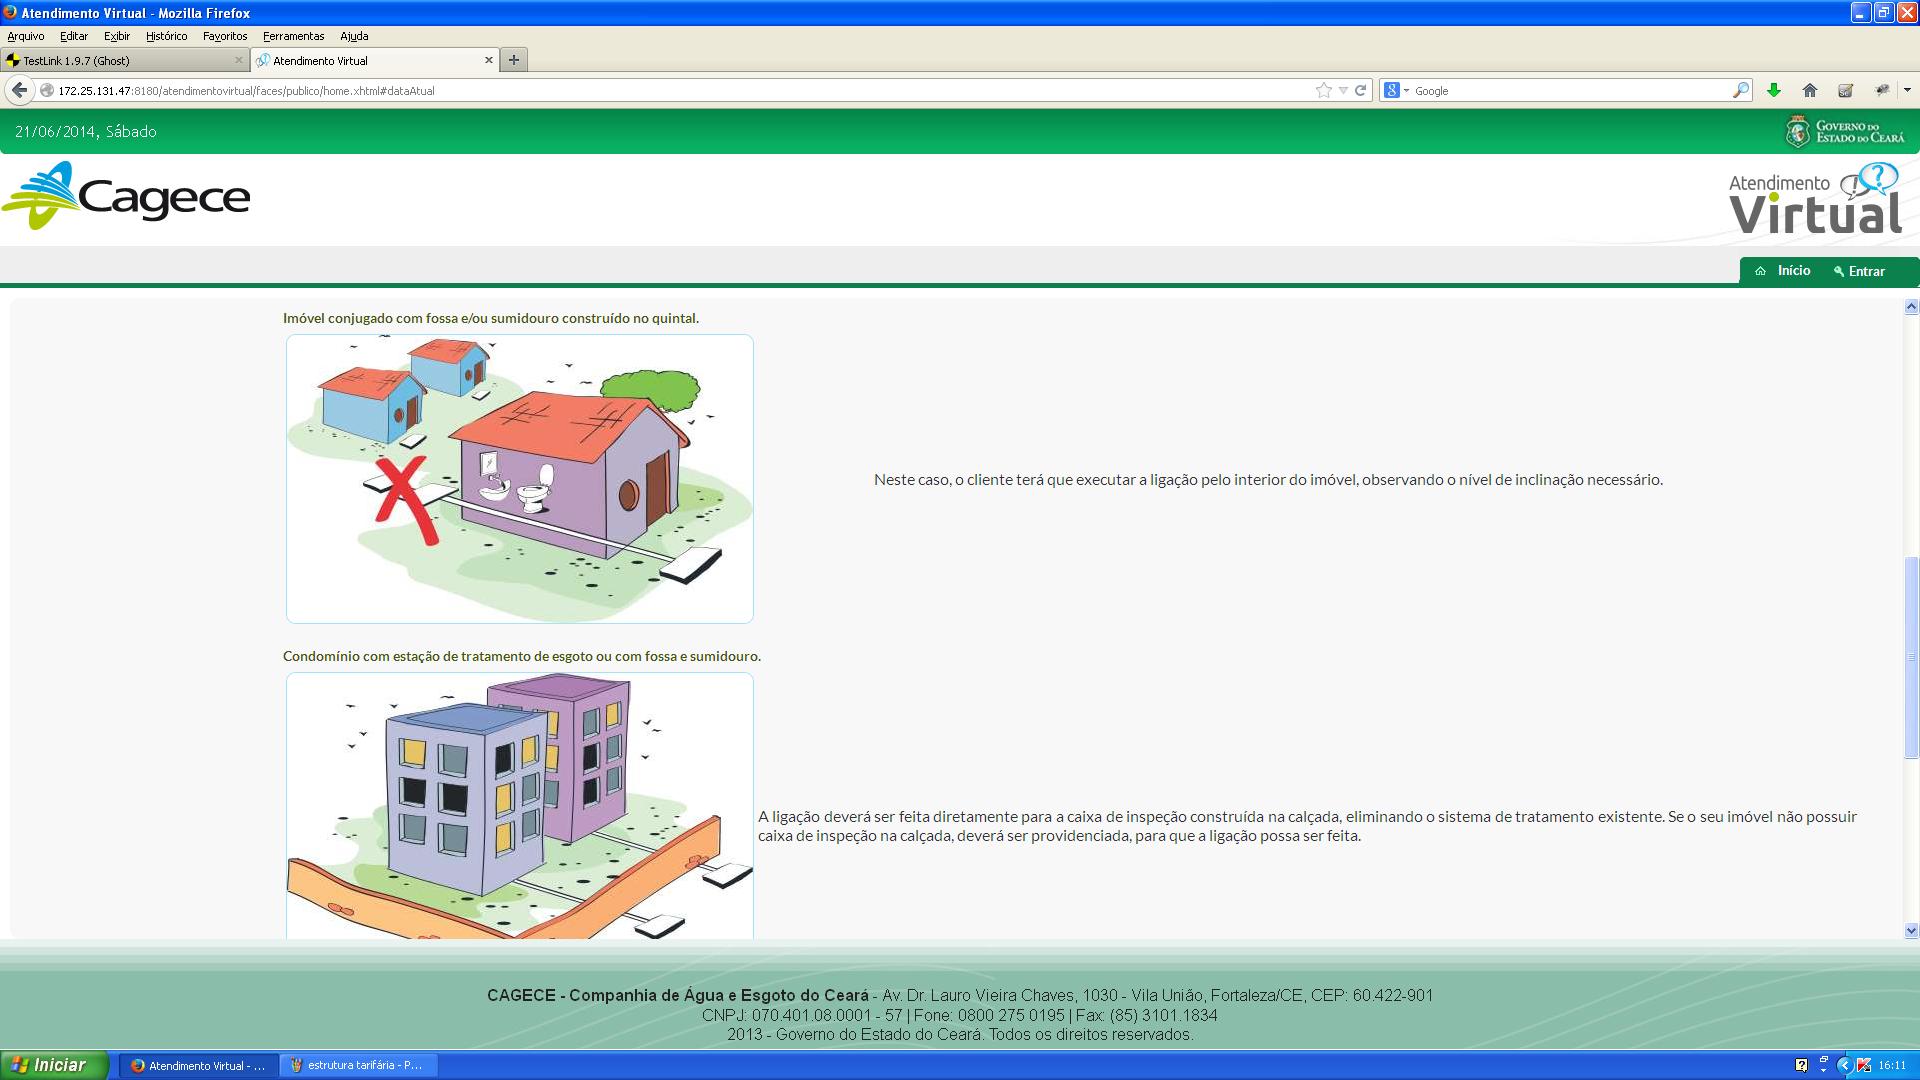 Atendimento Virtual - Mozilla Firefox
Arquivo Editar Exibir Histórico Favoritos Ferramentas Ajuda
TestLink 1.9.7 (Ghost)
Atendimento Virtual
172.25.131.47:8180/atendimentovirtual/faces/publico/home.xhtml#dataAtual
Google
21/06/2014, Sábado
GOVERNO DO
ESTADO DO CEARÁ
Cagece
Atendimento
Virtual
Início
Entrar
Imóvel conjugado com fossa e/ou sumidouro construído no quintal.
Neste caso, o cliente terá que executar a ligação pelo interior do imóvel, observando o nível de inclinação necessário.
Condomínio com estação de tratamento de esgoto ou com fossa e sumidouro.
A ligação deverá ser feita diretamente para a caixa de inspeção construída na calçada, eliminando o sistema de tratamento existente. Se o seu imóvel não possuir
caixa de inspeção na calçada, deverá ser providenciada, para que a ligação possa ser feita.
CAGECE - Companhia de Água e Esgoto do Ceará - Av. Dr. Lauro Vieira Chaves, 1030 - Vila União, Fortaleza/CE, CEP: 60.422-901
CNPJ: 070.401.08.0001 - 57 | Fone: 0800 275 0195 | Fax: (85) 3101.1834
2013 - Governo do Estado do Ceará. Todos os direitos reservados.
Iniciar
Atendimento Virtual - ...
estrutura tarifária - P...
16:11